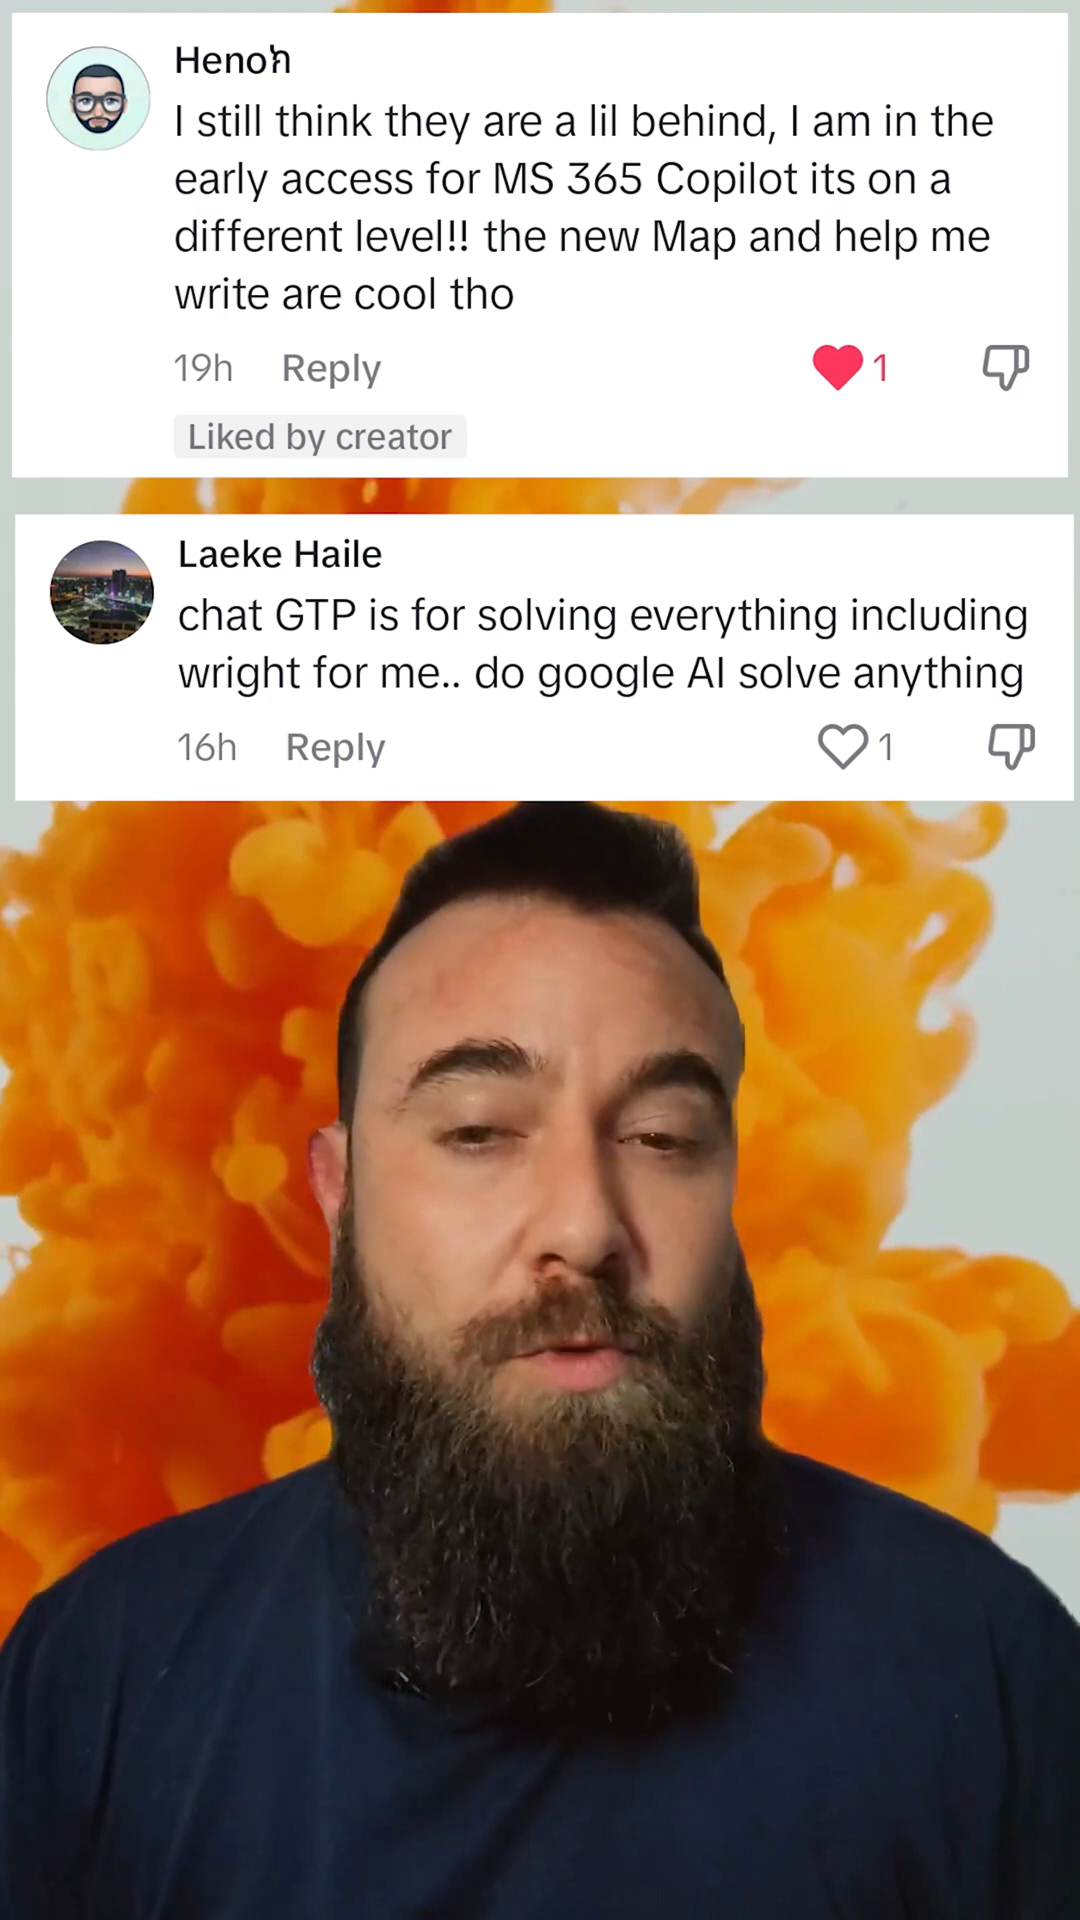 Henoከ
I still think they are a lil behind, I am in the
early access for MS 365 Copilot its on a
different level!! the new Map and help me
write are cool tho
19h Reply 1
Liked by creator
Laeke Haile
chat GTP is for solving everything including
wright for me.. do google AI solve anything
16h Reply 1